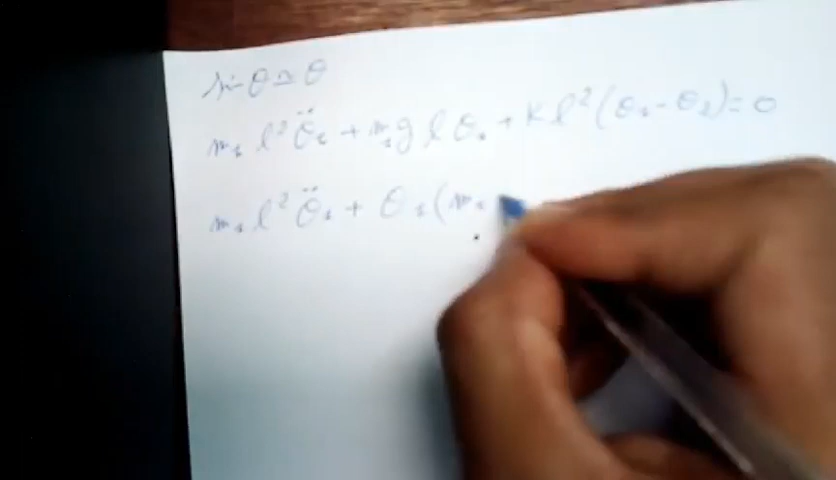 sin θ ≃ θ
m₁ l² θ̈₁ + m₁ g l θ₁ + K l² (θ₁ - θ₂) = 0
m₁ l² θ̈₁ + θ₁ (m₁